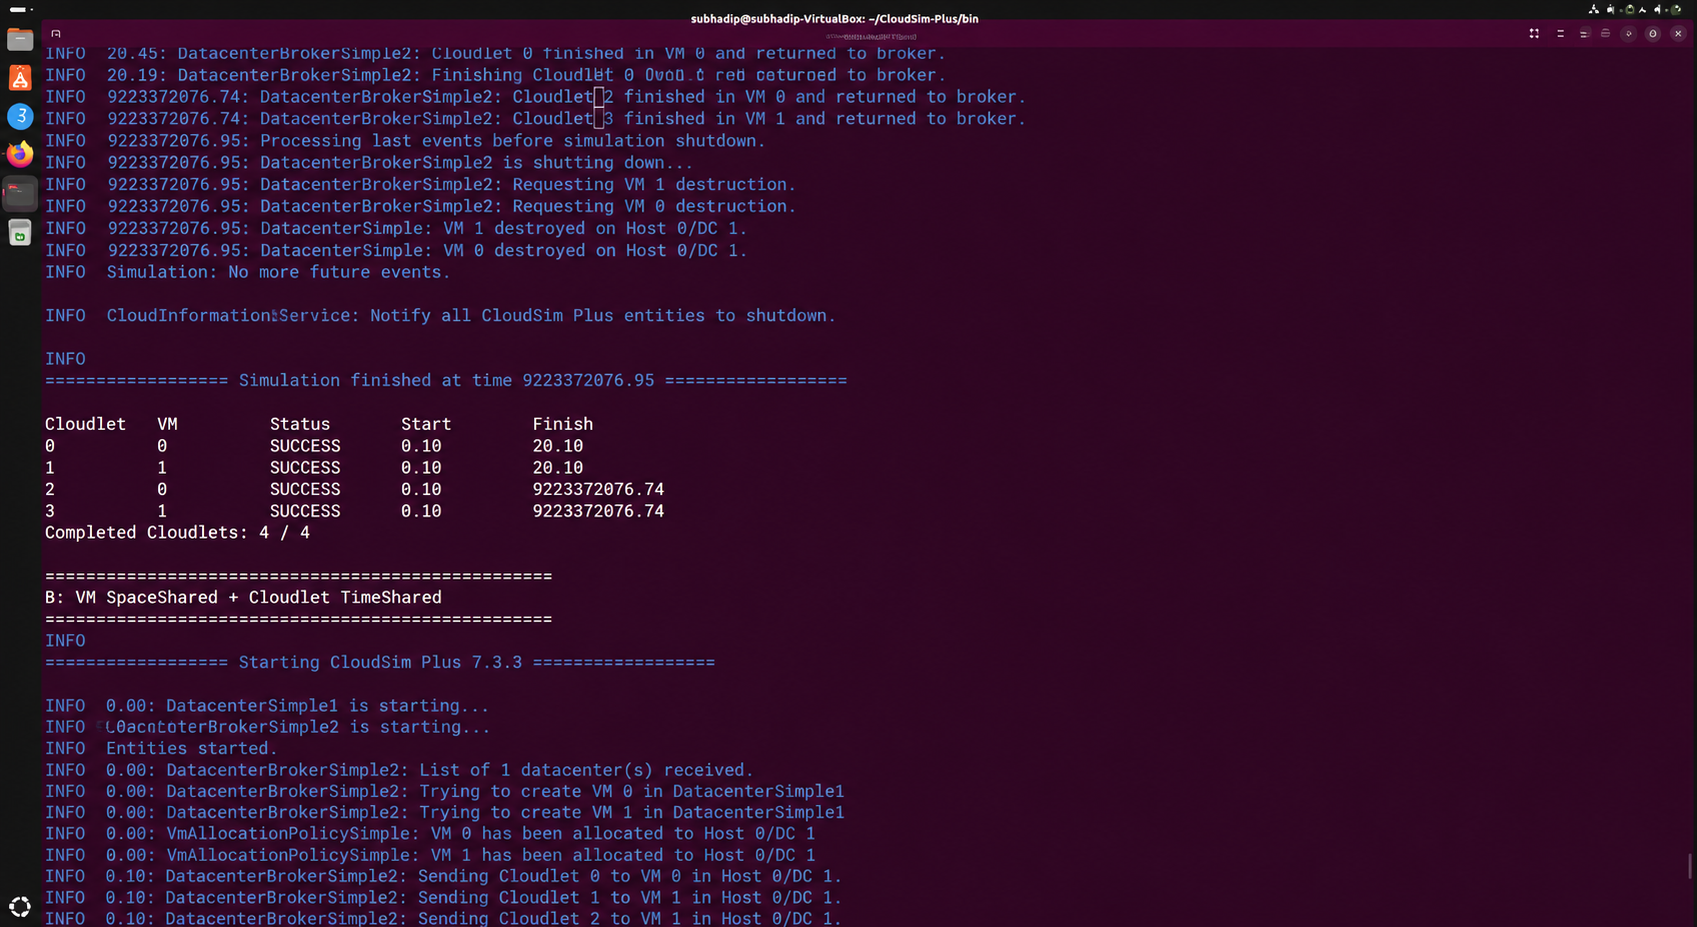 subhadip@subhadip-VirtualBox: ~/CloudSim-Plus/bin
INFO  20.45: DatacenterBrokerSimple2: Cloudlet 0 finished in VM 0 and returned to broker.
INFO  20.19: DatacenterBrokerSimple2: Finishing Cloudlet 0 returned to broker.
INFO  9223372076.74: DatacenterBrokerSimple2: Cloudlet 2 finished in VM 0 and returned to broker.
INFO  9223372076.74: DatacenterBrokerSimple2: Cloudlet 3 finished in VM 1 and returned to broker.
INFO  9223372076.95: Processing last events before simulation shutdown.
INFO  9223372076.95: DatacenterBrokerSimple2 is shutting down...
INFO  9223372076.95: DatacenterBrokerSimple2: Requesting VM 1 destruction.
INFO  9223372076.95: DatacenterBrokerSimple2: Requesting VM 0 destruction.
INFO  9223372076.95: DatacenterSimple: VM 1 destroyed on Host 0/DC 1.
INFO  9223372076.95: DatacenterSimple: VM 0 destroyed on Host 0/DC 1.
INFO  Simulation: No more future events.
INFO  CloudInformationService: Notify all CloudSim Plus entities to shutdown.
INFO
================== Simulation finished at time 9223372076.95 ==================
Cloudlet   VM         Status       Start        Finish
0          0          SUCCESS      0.10         20.10
1          1          SUCCESS      0.10         20.10
2          0          SUCCESS      0.10         9223372076.74
3          1          SUCCESS      0.10         9223372076.74
Completed Cloudlets: 4 / 4
==================================================
B: VM SpaceShared + Cloudlet TimeShared
==================================================
INFO
================== Starting CloudSim Plus 7.3.3 ==================
INFO  0.00: DatacenterSimple1 is starting...
INFO  is starting...
INFO  Entities started.
INFO  0.00: DatacenterBrokerSimple2: List of 1 datacenter(s) received.
INFO  0.00: DatacenterBrokerSimple2: Trying to create VM 0 in DatacenterSimple1
INFO  0.00: DatacenterBrokerSimple2: Trying to create VM 1 in DatacenterSimple1
INFO  0.00: VmAllocationPolicySimple: VM 0 has been allocated to Host 0/DC 1
INFO  0.00: VmAllocationPolicySimple: VM 1 has been allocated to Host 0/DC 1
INFO  0.10: DatacenterBrokerSimple2: Sending Cloudlet 0 to VM 0 in Host 0/DC 1.
INFO  0.10: DatacenterBrokerSimple2: Sending Cloudlet 1 to VM 1 in Host 0/DC 1.
INFO  0.10: DatacenterBrokerSimple2: Sending Cloudlet 2 to VM 1 in Host 0/DC 1.